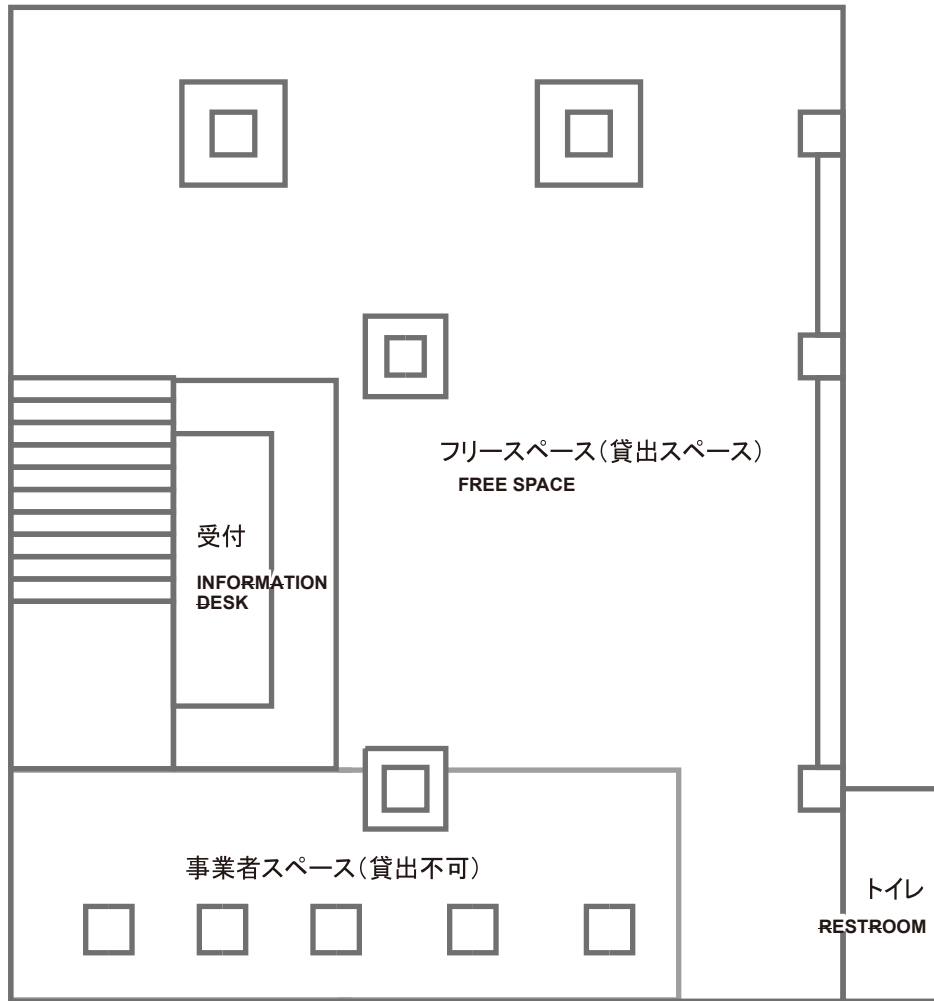 フリースペース（貸出スペース）
FREE SPACE
受付
INFORMATION
DESK
事業者スペース（貸出不可）
トイレ
RESTROOM